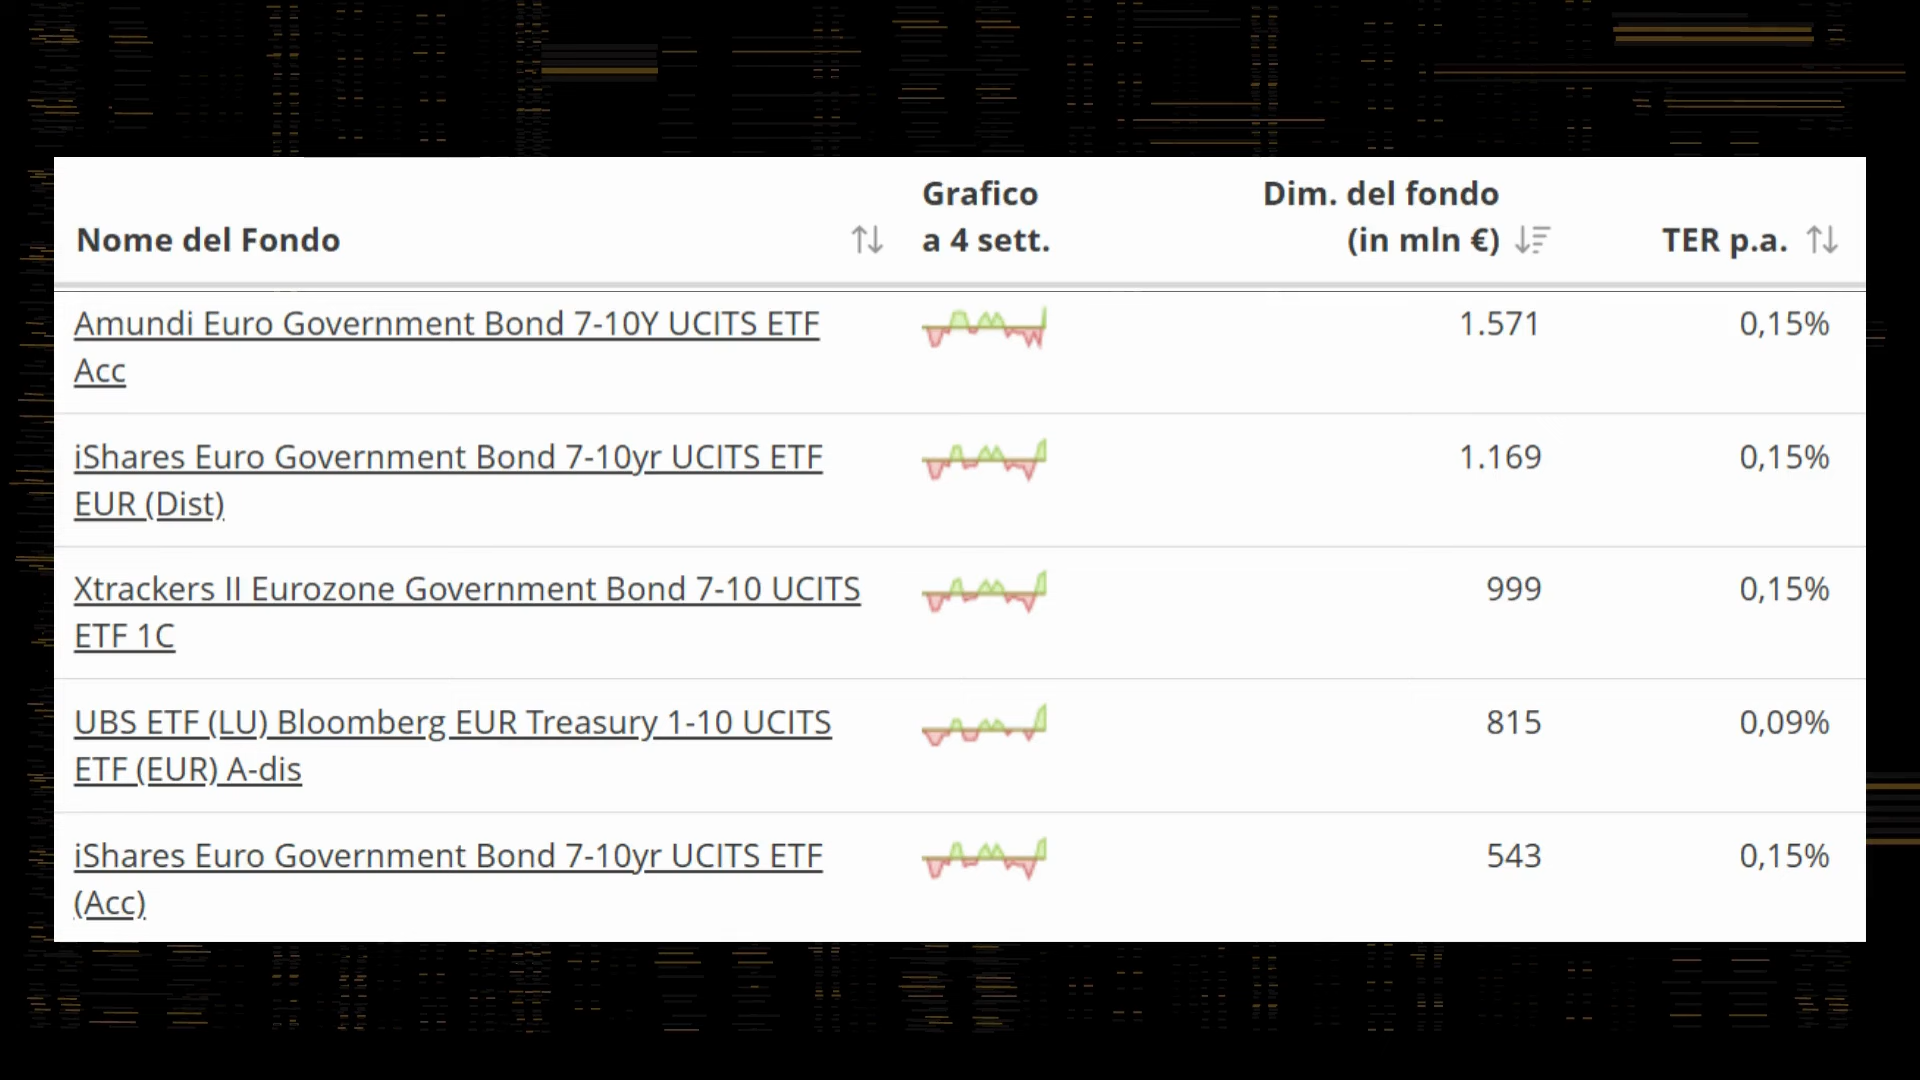 Nome del Fondo
Grafico
a 4 sett.
Dim. del fondo
(in mln €)
TER p.a.
Amundi Euro Government Bond 7-10Y UCITS ETF
Acc
1.571
0,15%
iShares Euro Government Bond 7-10yr UCITS ETF
EUR (Dist)
1.169
0,15%
Xtrackers II Eurozone Government Bond 7-10 UCITS
ETF 1C
999
0,15%
UBS ETF (LU) Bloomberg EUR Treasury 1-10 UCITS
ETF (EUR) A-dis
815
0,09%
iShares Euro Government Bond 7-10yr UCITS ETF
(Acc)
543
0,15%